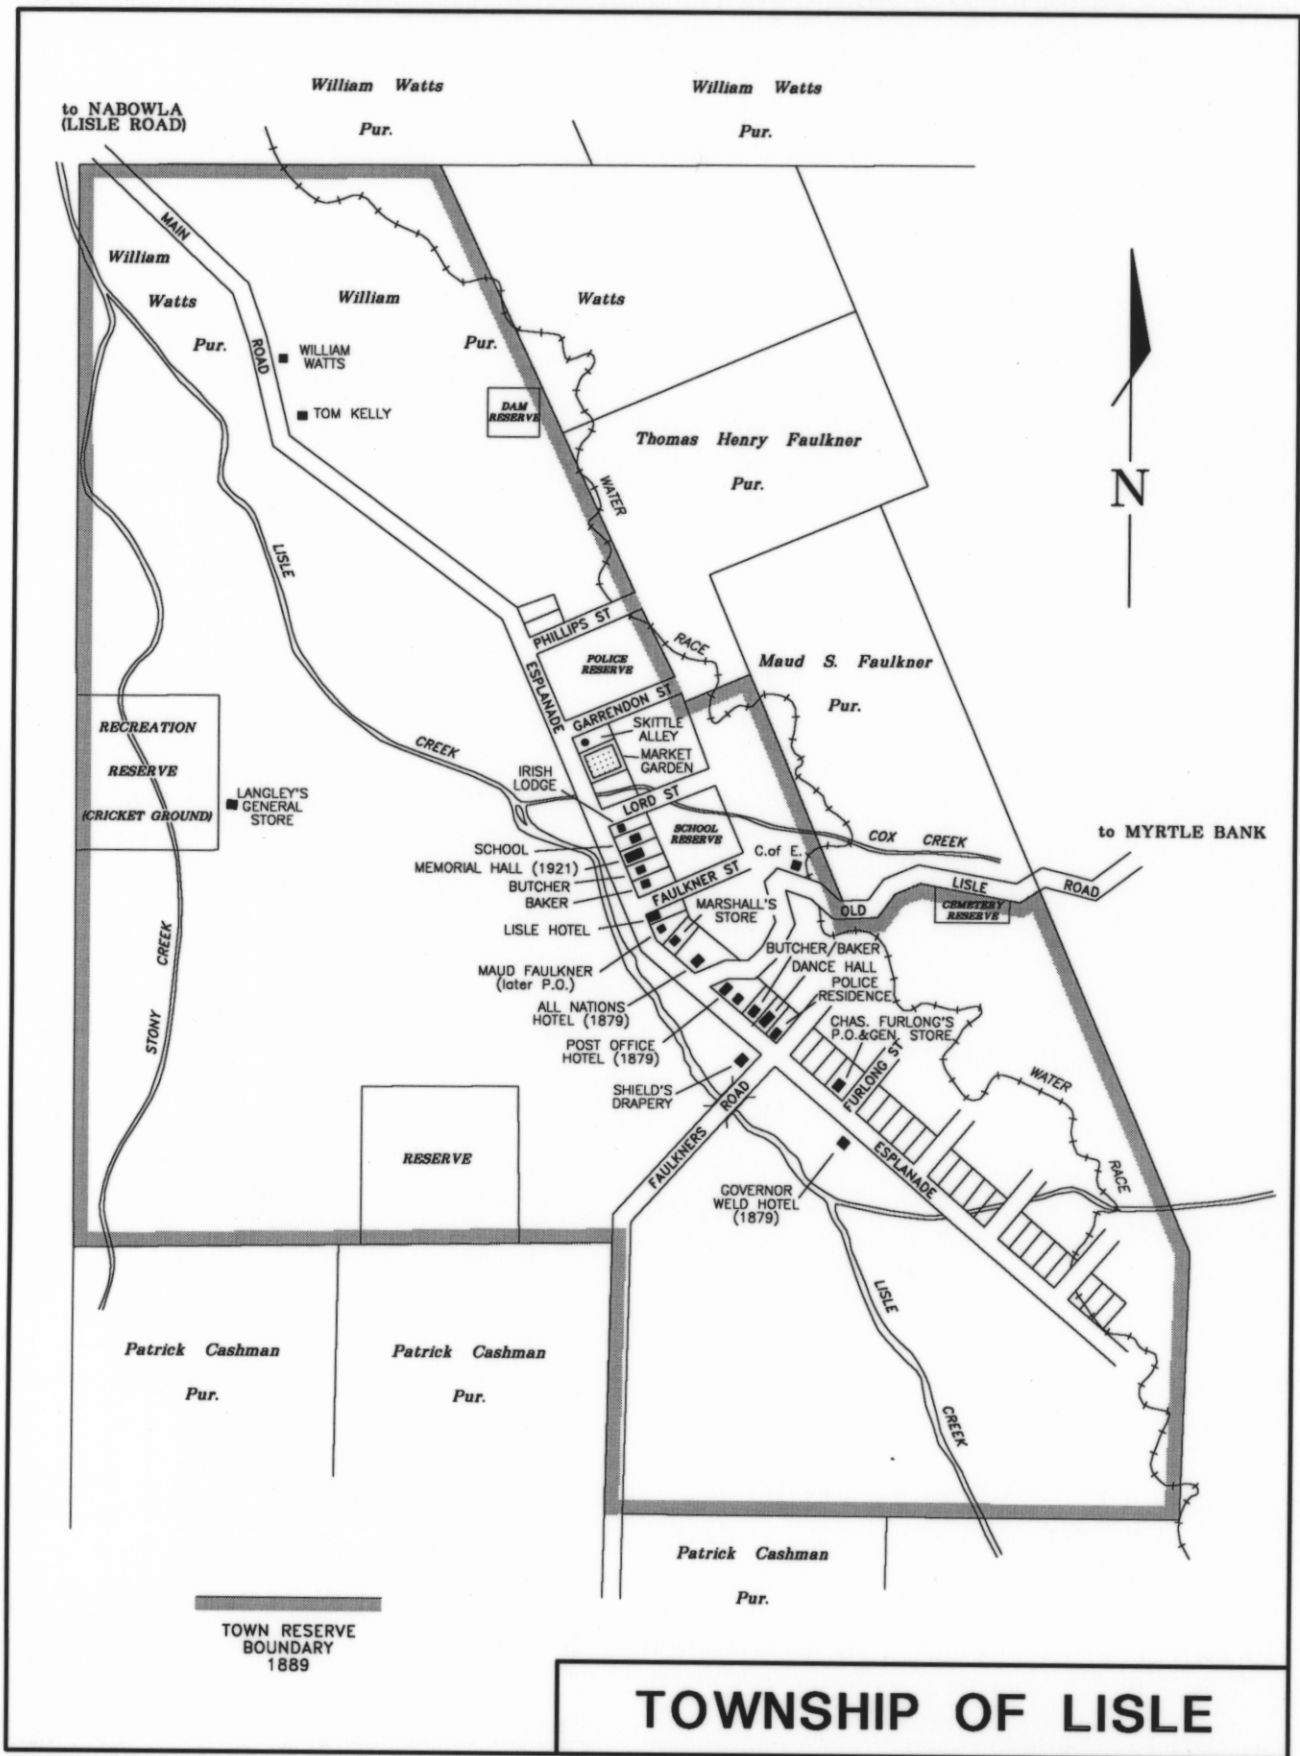 William Watts
Pur.
William Watts
Pur.
to NABOWLA
(LISLE ROAD)
MAIN
ROAD
William
Watts
Pur.
William
Watts
Pur.
WILLIAM
WATTS
TOM KELLY
DAM
RESERVE
Thomas Henry Faulkner
Pur.
WATER
RACE
N
LISLE
CREEK
PHILLIPS ST
POLICE
RESERVE
ESPLANADE
GARRENDON ST
Maud S. Faulkner
Pur.
SKITTLE
ALLEY
MARKET
GARDEN
IRISH
LODGE
LORD ST
RECREATION
RESERVE
(CRICKET GROUND)
LANGLEY'S
GENERAL
STORE
SCHOOL
RESERVE
COX CREEK
to MYRTLE BANK
SCHOOL
MEMORIAL HALL (1921)
BUTCHER
BAKER
C.of E.
FAULKNER ST
OLD
LISLE
ROAD
CEMETERY
RESERVE
LISLE HOTEL
MARSHALL'S
STORE
MAUD FAULKNER
(later P.O.)
BUTCHER/BAKER
DANCE HALL
POLICE
RESIDENCE
ALL NATIONS
HOTEL (1879)
CHAS. FURLONG'S
P.O.&GEN. STORE
POST OFFICE
HOTEL (1879)
FURLONG ST
SHIELD'S
DRAPERY
FAULKNERS
ROAD
STONY
CREEK
WATER
RACE
RESERVE
ESPLANADE
GOVERNOR
WELD HOTEL
(1879)
LISLE
CREEK
Patrick Cashman
Pur.
Patrick Cashman
Pur.
Patrick Cashman
Pur.
TOWN RESERVE
BOUNDARY
1889
TOWNSHIP OF LISLE